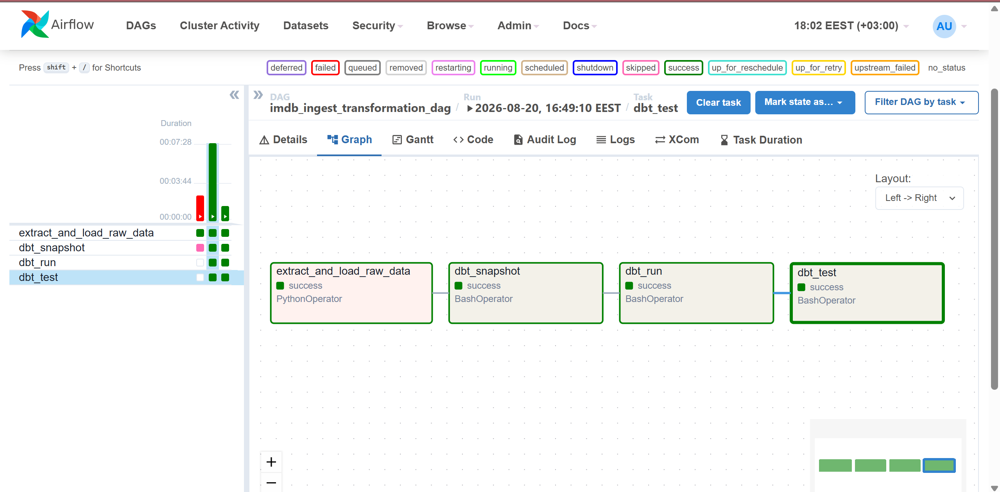 Airflow
DAGs
Cluster Activity
Datasets
Security
Browse
Admin
Docs
18:02 EEST (+03:00)
AU
Press shift + / for Shortcuts
deferred
failed
queued
removed
restarting
running
scheduled
shutdown
skipped
success
up_for_reschedule
up_for_retry
upstream_failed
no_status
DAG
imdb_ingest_transformation_dag
/
Run
2026-08-20, 16:49:10 EEST
/
Task
dbt_test
Clear task
Mark state as...
Filter DAG by task
Duration
00:07:28
00:03:44
00:00:00
extract_and_load_raw_data
dbt_snapshot
dbt_run
dbt_test
Details
Graph
Gantt
Code
Audit Log
Logs
XCom
Task Duration
Layout:
Left -> Right
extract_and_load_raw_data
success
PythonOperator
dbt_snapshot
success
BashOperator
dbt_run
success
BashOperator
dbt_test
success
BashOperator